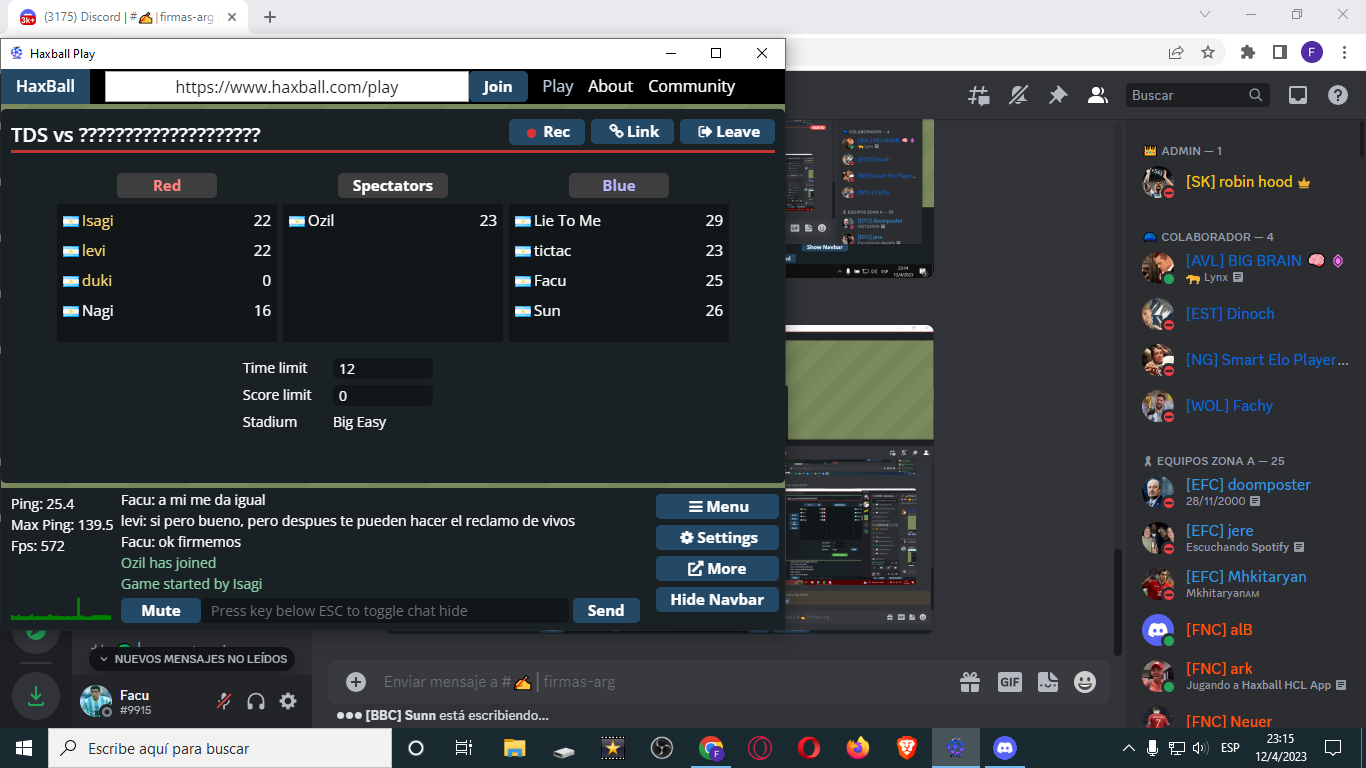 (3175) Discord | #✍ | firmas-arg
Haxball Play
HaxBall
https://www.haxball.com/play
Join
Play
About
Community
TDS vs ????????????????????
Rec
Link
Leave
Red
Spectators
Blue
Isagi 22
levi 22
duki 0
Nagi 16
Ozil 23
Lie To Me 29
tictac 23
Facu 25
Sun 26
Time limit 12
Score limit 0
Stadium Big Easy
Ping: 25.4
Max Ping: 139.5
Fps: 572
Facu: a mi me da igual
levi: si pero bueno, pero despues te pueden hacer el reclamo de vivos
Facu: ok firmemos
Ozil has joined
Game started by Isagi
Mute
Press key below ESC to toggle chat hide
Send
Menu
Settings
More
Hide Navbar
NUEVOS MENSAJES NO LEÍDOS
Facu
#9915
Show Navbar
Enviar mensaje a #✍ | firmas-arg
GIF
[BBC] Sunn está escribiendo...
Buscar
ADMIN — 1
[SK] robin hood
COLABORADOR — 4
[AVL] BIG BRAIN
Lynx
[EST] Dinoch
[NG] Smart Elo Player...
[WOL] Fachy
EQUIPOS ZONA A — 25
[EFC] doomposter
28/11/2000
[EFC] jere
Escuchando Spotify
[EFC] Mhkitaryan
Mkhitaryanᴀᴍ
[FNC] alB
[FNC] ark
Jugando a Haxball HCL App
[FNC] Neuer
Escribe aquí para buscar
ESP
23:15
12/4/2023